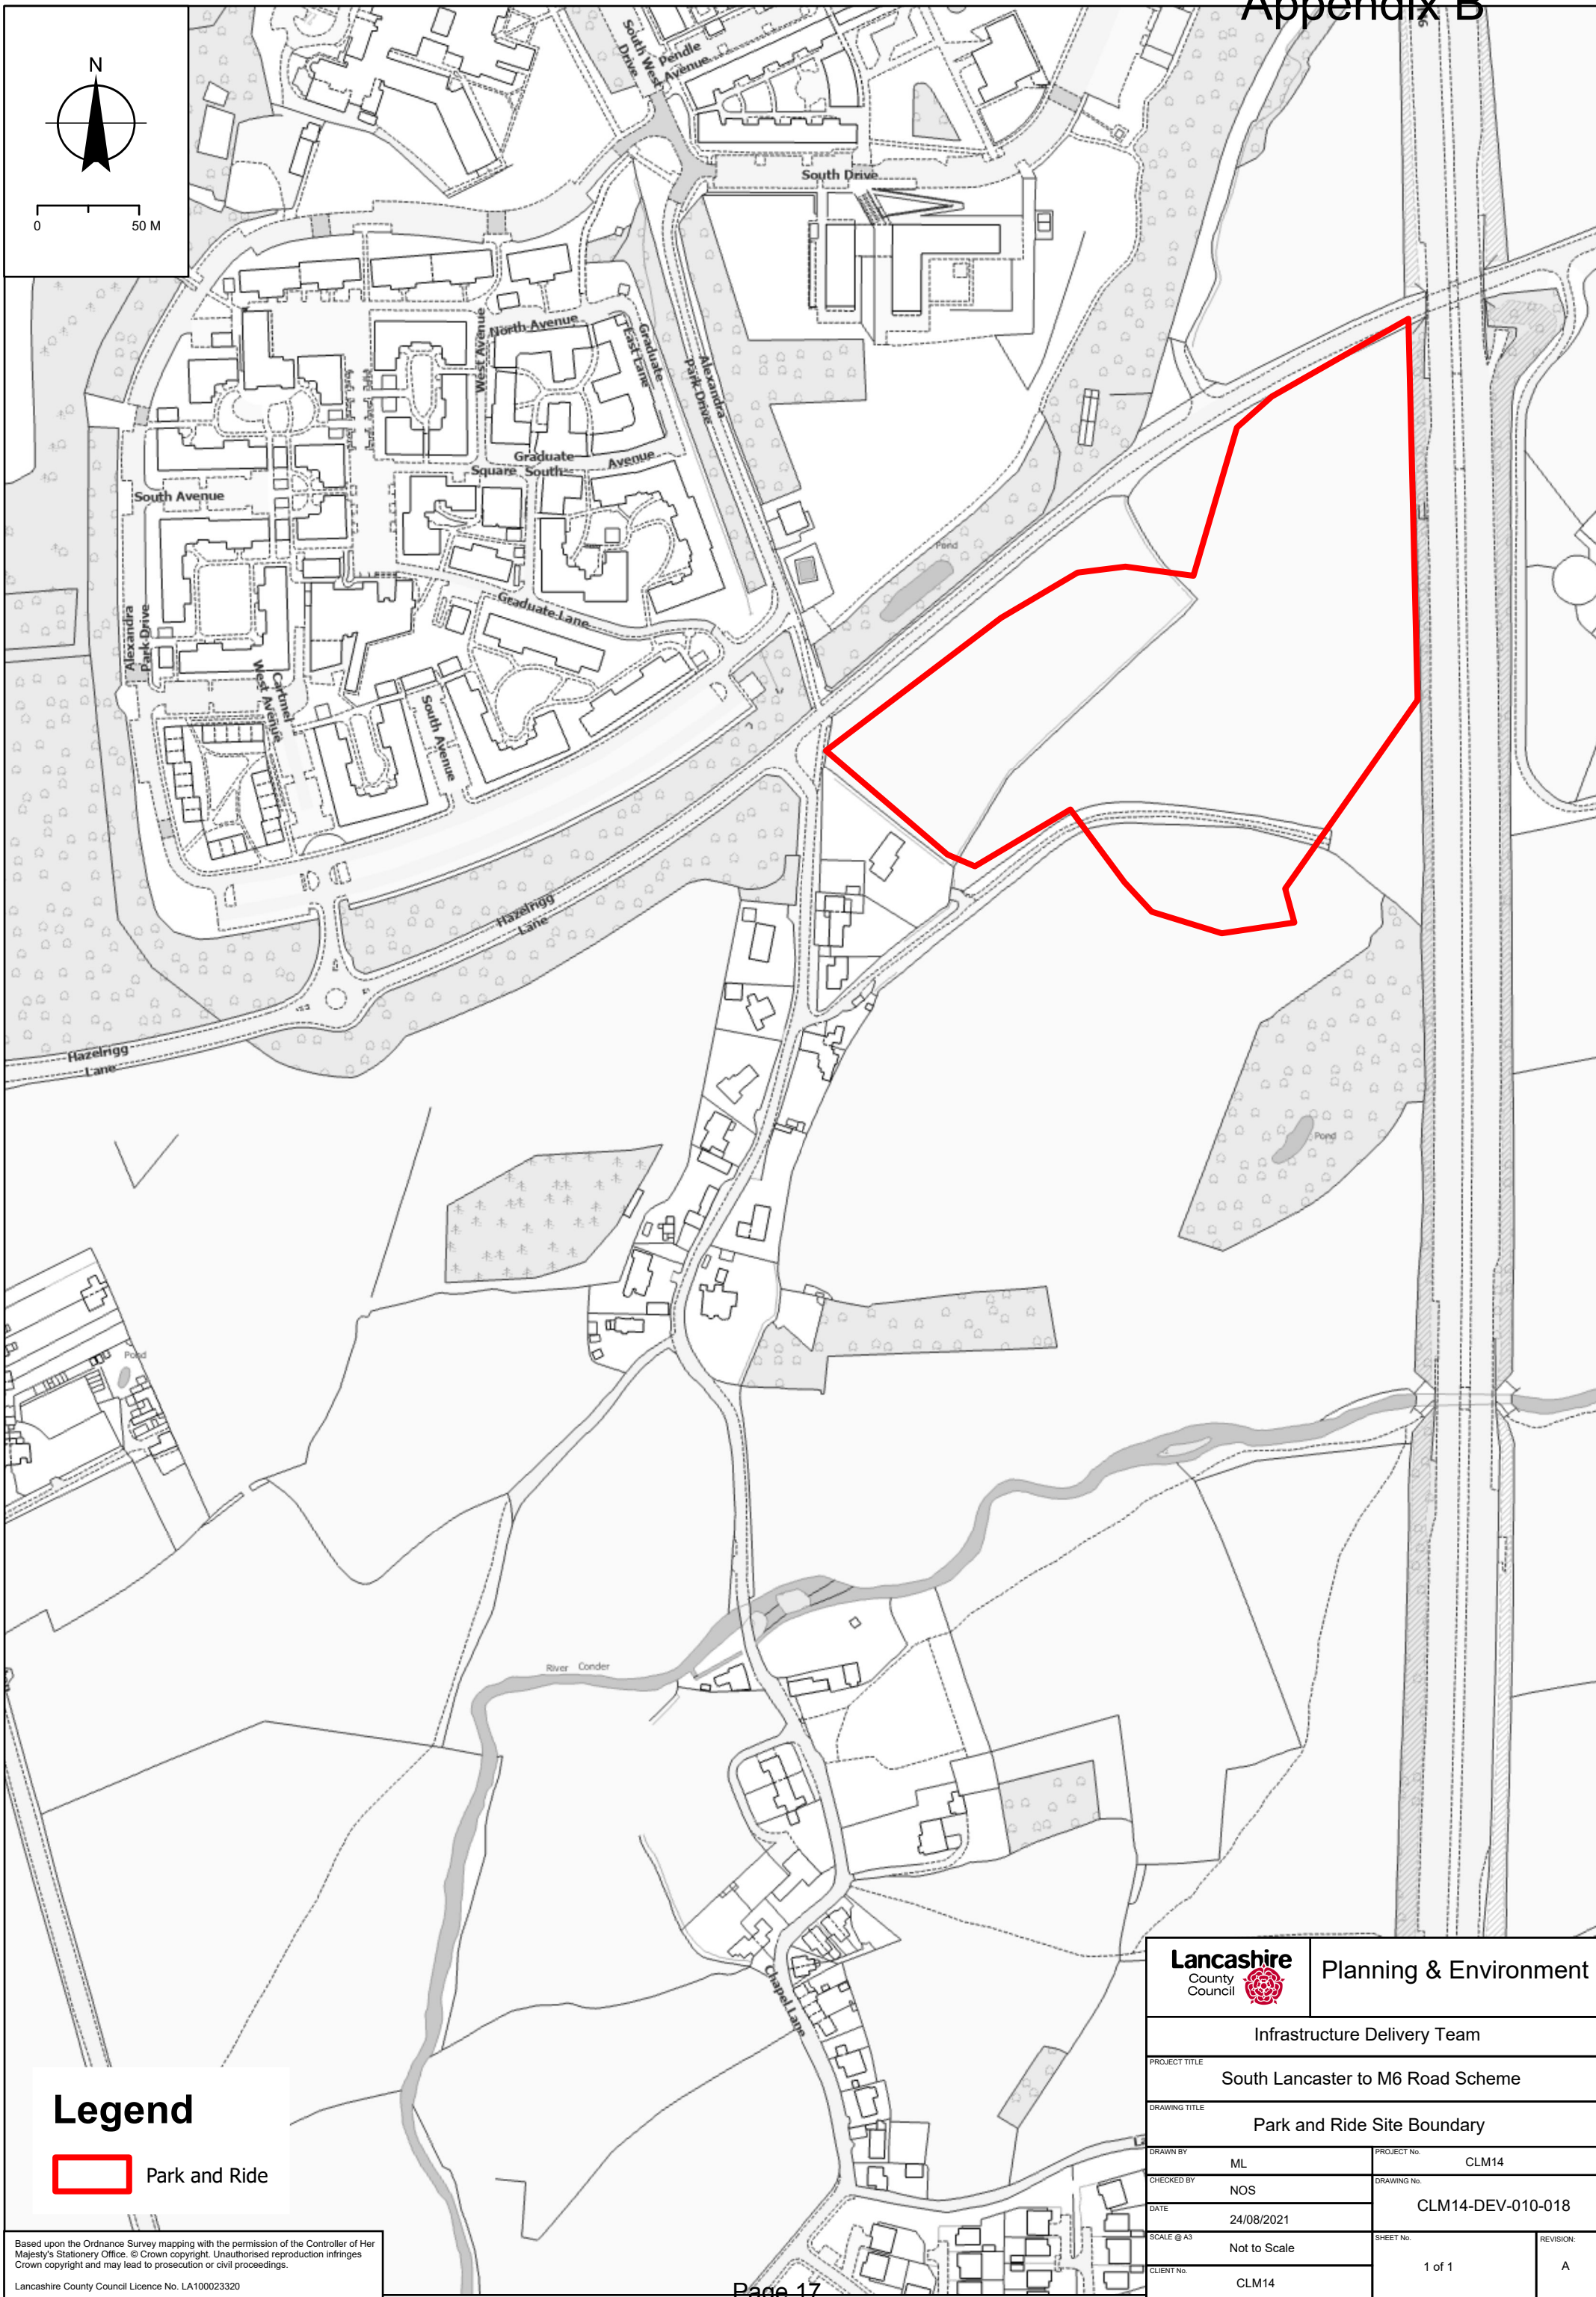 Appendix B
N
0 50 M
South West
Drive
Pendle
Avenue
South Drive
M6
North Avenue
West Avenue
Graduate
East Lane
Alexandra
Park Drive
Graduate
Square South
Avenue
South Avenue
Pond
Graduate Lane
Alexandra
Park Drive
Cartmel
West Avenue
South Avenue
Hazelrigg
Lane
Hazelrigg
Lane
Pond
Pond
River Conder
Chapel Lane
La
Legend
Park and Ride
Based upon the Ordnance Survey mapping with the permission of the Controller of Her
Majesty's Stationery Office. © Crown copyright. Unauthorised reproduction infringes
Crown copyright and may lead to prosecution or civil proceedings.
Lancashire County Council Licence No. LA100023320
Page 17
Lancashire
County
Council
Planning & Environment
Infrastructure Delivery Team
PROJECT TITLE
South Lancaster to M6 Road Scheme
DRAWING TITLE
Park and Ride Site Boundary
DRAWN BY
ML
PROJECT No.
CLM14
CHECKED BY
NOS
DRAWING No.
CLM14-DEV-010-018
DATE
24/08/2021
SCALE @ A3
Not to Scale
SHEET No.
1 of 1
REVISION:
A
CLIENT No.
CLM14